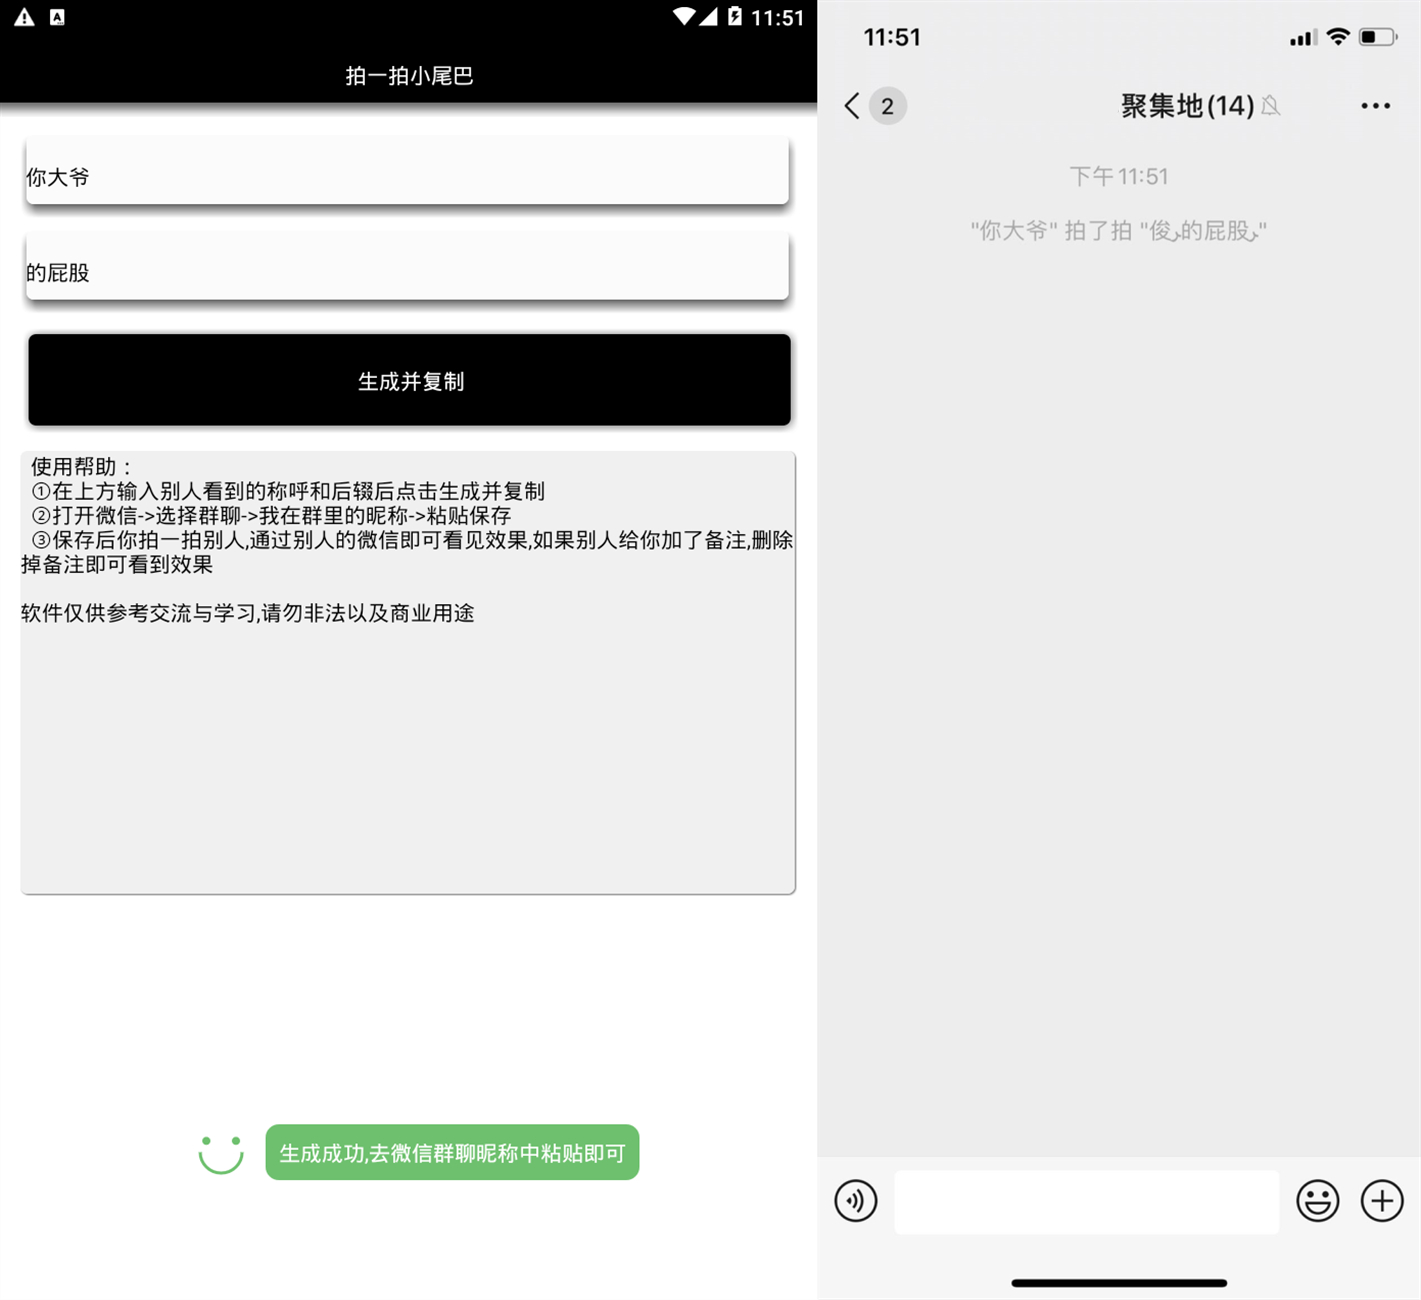 11:51
拍一拍小尾巴
你大爷
的屁股
生成并复制
使用帮助：
①在上方输入别人看到的称呼和后辍后点击生成并复制
②打开微信->选择群聊->我在群里的昵称->粘贴保存
③保存后你拍一拍别人,通过别人的微信即可看见效果,如果别人给你加了备注,删除
掉备注即可看到效果
软件仅供参考交流与学习,请勿非法以及商业用途
生成成功,去微信群聊昵称中粘贴即可
11:51
2
聚集地(14)
下午 11:51
"你大爷" 拍了拍 "俊ڕ的屁股ڕ"